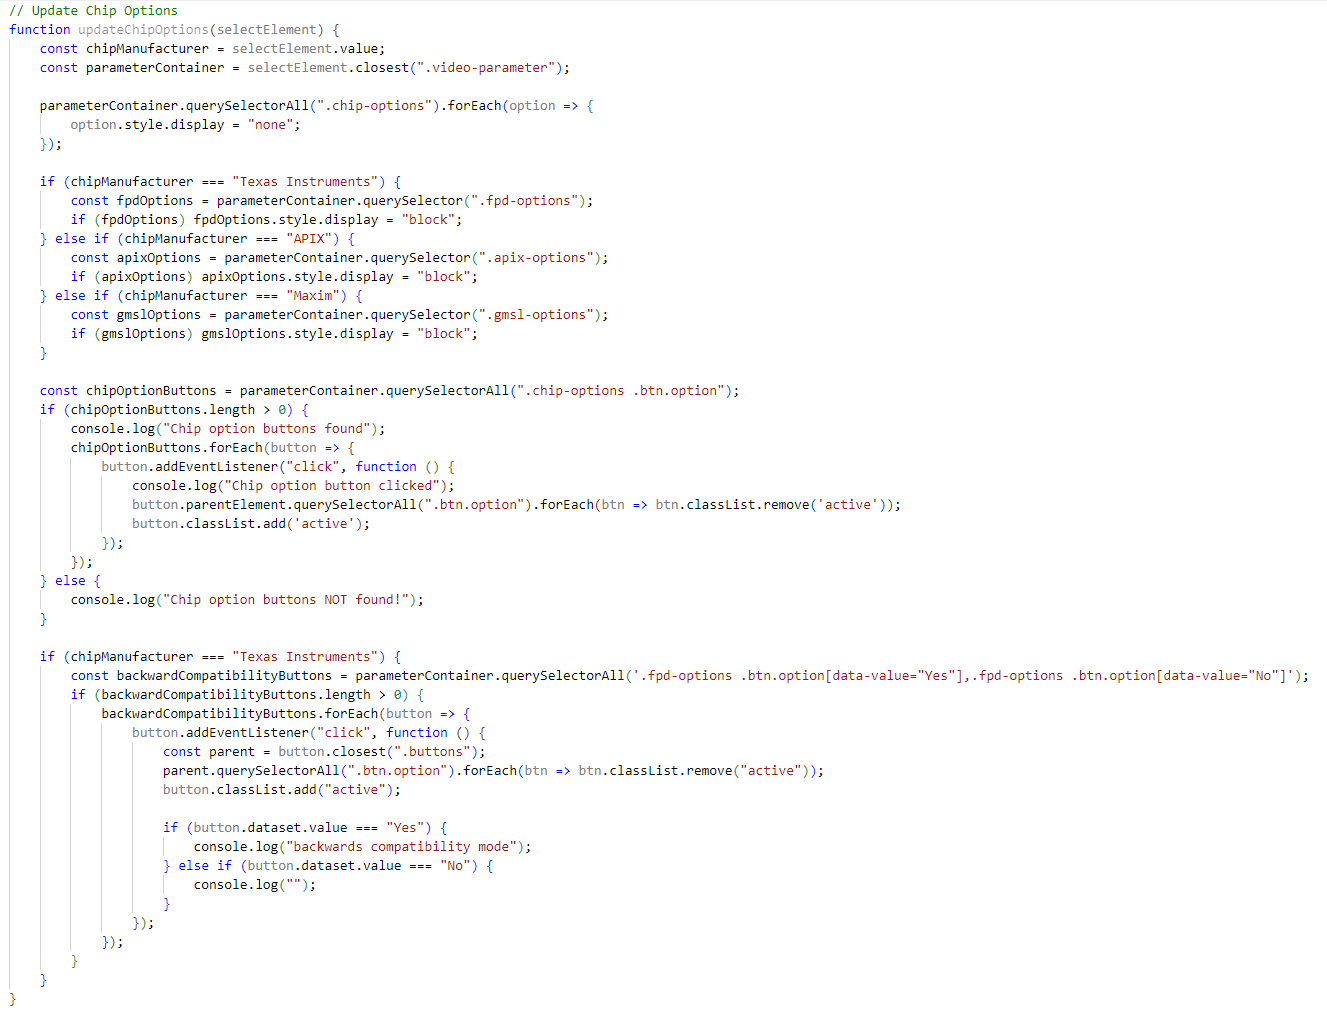 // Update Chip Options
function updateChipOptions(selectElement) {
    const chipManufacturer = selectElement.value;
    const parameterContainer = selectElement.closest(".video-parameter");

    parameterContainer.querySelectorAll(".chip-options").forEach(option => {
        option.style.display = "none";
    });

    if (chipManufacturer === "Texas Instruments") {
        const fpdOptions = parameterContainer.querySelector(".fpd-options");
        if (fpdOptions) fpdOptions.style.display = "block";
    } else if (chipManufacturer === "APIX") {
        const apixOptions = parameterContainer.querySelector(".apix-options");
        if (apixOptions) apixOptions.style.display = "block";
    } else if (chipManufacturer === "Maxim") {
        const gmslOptions = parameterContainer.querySelector(".gmsl-options");
        if (gmslOptions) gmslOptions.style.display = "block";
    }

    const chipOptionButtons = parameterContainer.querySelectorAll(".chip-options .btn.option");
    if (chipOptionButtons.length > 0) {
        console.log("Chip option buttons found");
        chipOptionButtons.forEach(button => {
            button.addEventListener("click", function () {
                console.log("Chip option button clicked");
                button.parentElement.querySelectorAll(".btn.option").forEach(btn => btn.classList.remove('active'));
                button.classList.add('active');
            });
        });
    } else {
        console.log("Chip option buttons NOT found!");
    }

    if (chipManufacturer === "Texas Instruments") {
        const backwardCompatibilityButtons = parameterContainer.querySelectorAll('.fpd-options .btn.option[data-value="Yes"],.fpd-options .btn.option[data-value="No"]');
        if (backwardCompatibilityButtons.length > 0) {
            backwardCompatibilityButtons.forEach(button => {
                button.addEventListener("click", function () {
                    const parent = button.closest(".buttons");
                    parent.querySelectorAll(".btn.option").forEach(btn => btn.classList.remove("active"));
                    button.classList.add("active");

                    if (button.dataset.value === "Yes") {
                        console.log("backwards compatibility mode");
                    } else if (button.dataset.value === "No") {
                        console.log("");
                    }
                });
            });
        }
    }
}